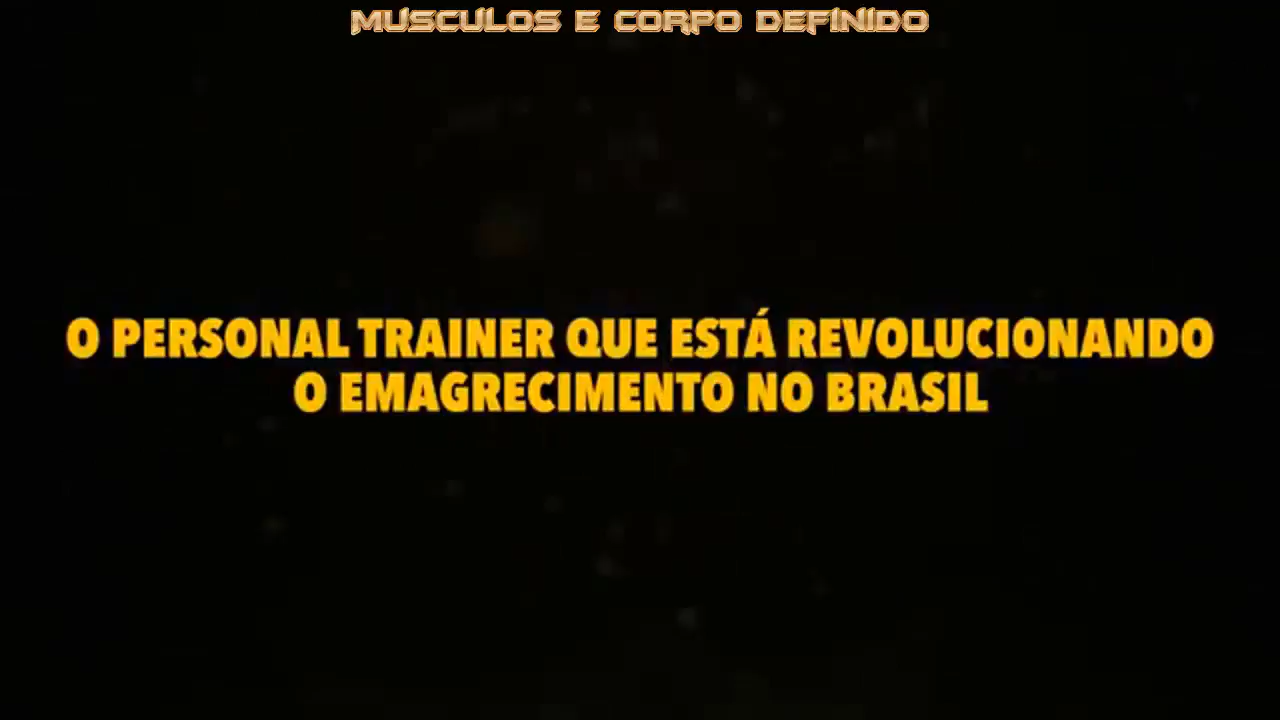 MUSCULOS E CORPO DEFINIDO
O PERSONAL TRAINER QUE ESTÁ REVOLUCIONANDO
O EMAGRECIMENTO NO BRASIL